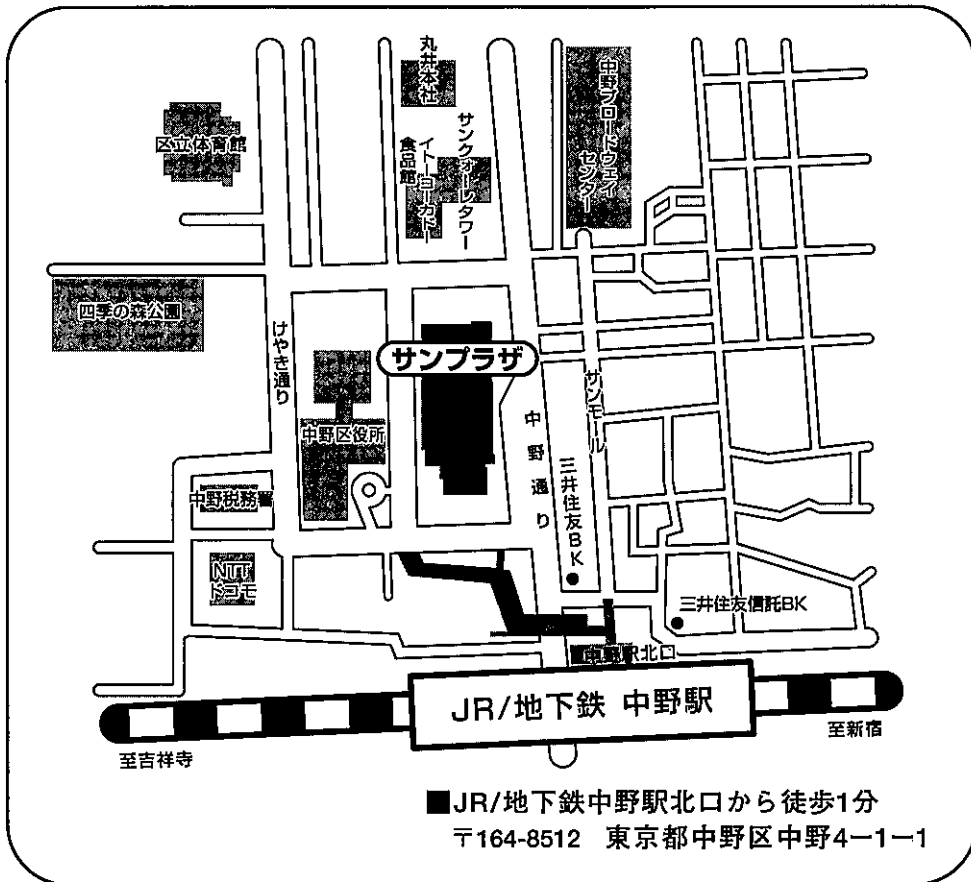 丸井本社
中野ブロードウェイ
センター
区立体育館
サンクォーレタワー
イトーヨーカドー
食品館
四季の森公園
けやき通り
サンプラザ
サンモール
中野区役所
中野通り
三井住友BK
中野税務署
NTT
ドコモ
三井住友信託BK
■中野駅北口
JR/地下鉄 中野駅
至吉祥寺
至新宿
■JR/地下鉄中野駅北口から徒歩1分
〒164-8512 東京都中野区中野4ー1ー1